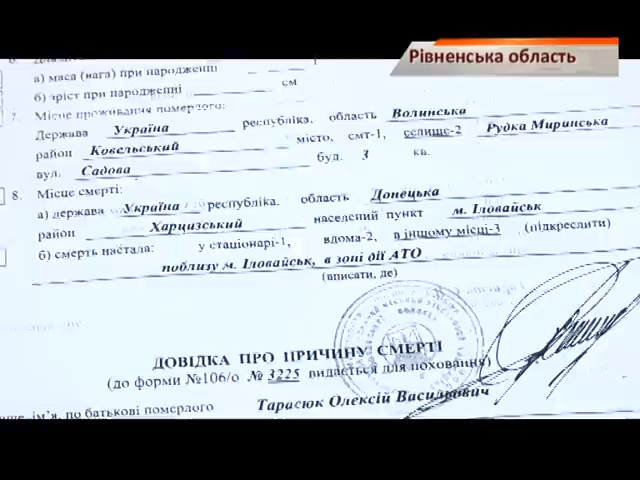 Рівненська область
а) маса (вага) при народженні
б) зріст при народженні см
7. Місце проживання померлого:
Держава Україна республіка, область Волинська
район Ковельський місто, смт-1, селище-2 Рудка Миринська
вул. Садова буд. 3 кв.
8. Місце смерті:
а) держава Україна республіка, область Донецька
район Харцизський населений пункт м. Іловайськ
б) смерть настала: у стаціонарі-1, вдома-2, в іншому місці-3 (підкреслити)
поблизу м. Іловайськ, в зоні дії АТО
(вписати, де)
ДОВІДКА ПРО ПРИЧИНУ СМЕРТІ
(до форми №106/о № 3225 видається для поховання)
ім'я, по батькові померлого Тарасюк Олексій Васильович